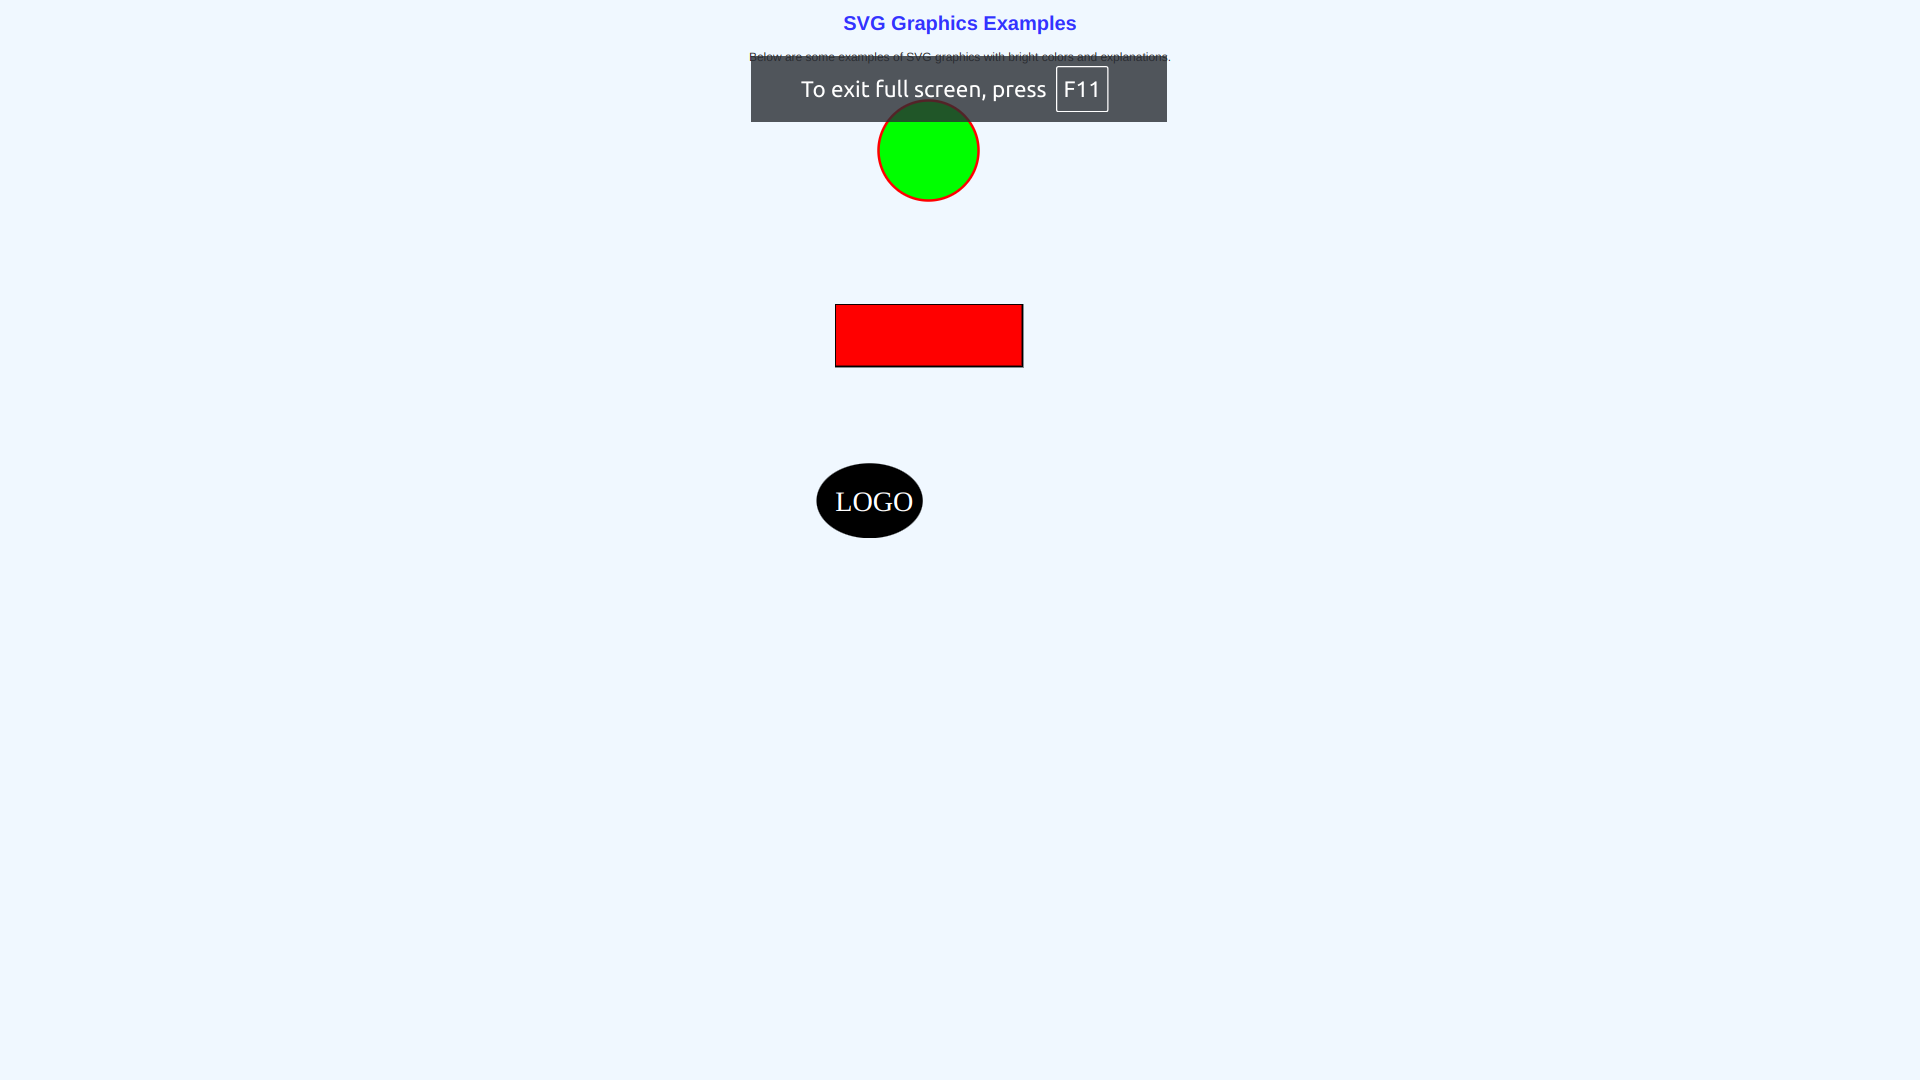 SVG Graphics Examples
Below are some examples of SVG graphics with bright colors and explanations.
To exit full screen, press F11
LOGO